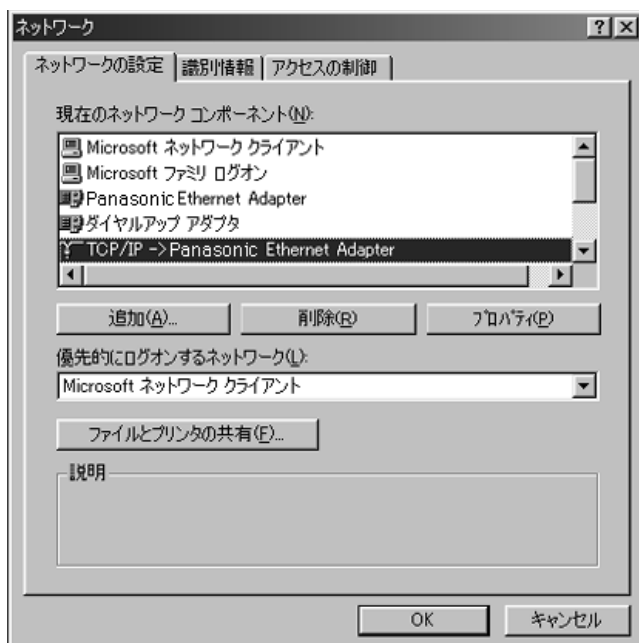 ネットワーク
ネットワークの設定 識別情報 アクセスの制御
現在のネットワーク コンポーネント(N):
Microsoft ネットワーク クライアント
Microsoft ファミリ ログオン
Panasonic Ethernet Adapter
ダイヤルアップ アダプタ
TCP/IP ->Panasonic Ethernet Adapter
追加(A)... 削除(R) プロパティ(P)
優先的にログオンするネットワーク(L):
Microsoft ネットワーク クライアント
ファイルとプリンタの共有(F)...
説明
OK キャンセル